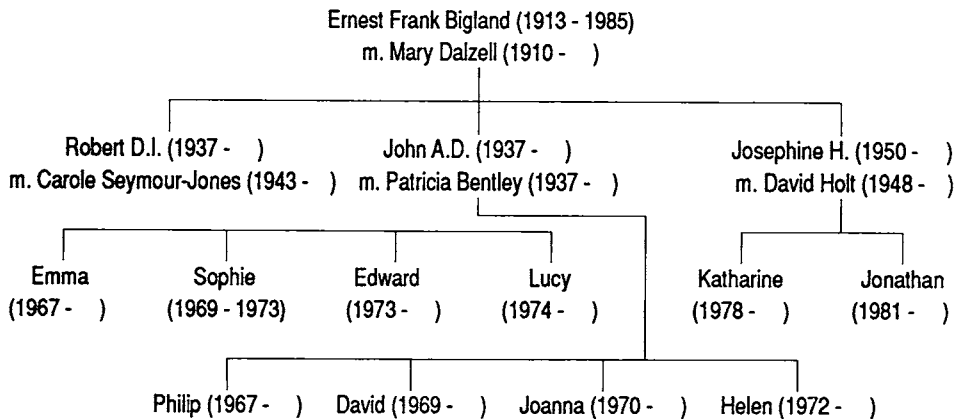 Ernest Frank Bigland (1913 - 1985)
m. Mary Dalzell (1910 - )
Robert D.I. (1937 - ) John A.D. (1937 - ) Josephine H. (1950 - )
m. Carole Seymour-Jones (1943 - ) m. Patricia Bentley (1937 - ) m. David Holt (1948 - )
Emma Sophie Edward Lucy Katharine Jonathan
(1967 - ) (1969 - 1973) (1973 - ) (1974 - ) (1978 - ) (1981 - )
Philip (1967 - ) David (1969 - ) Joanna (1970 - ) Helen (1972 - )